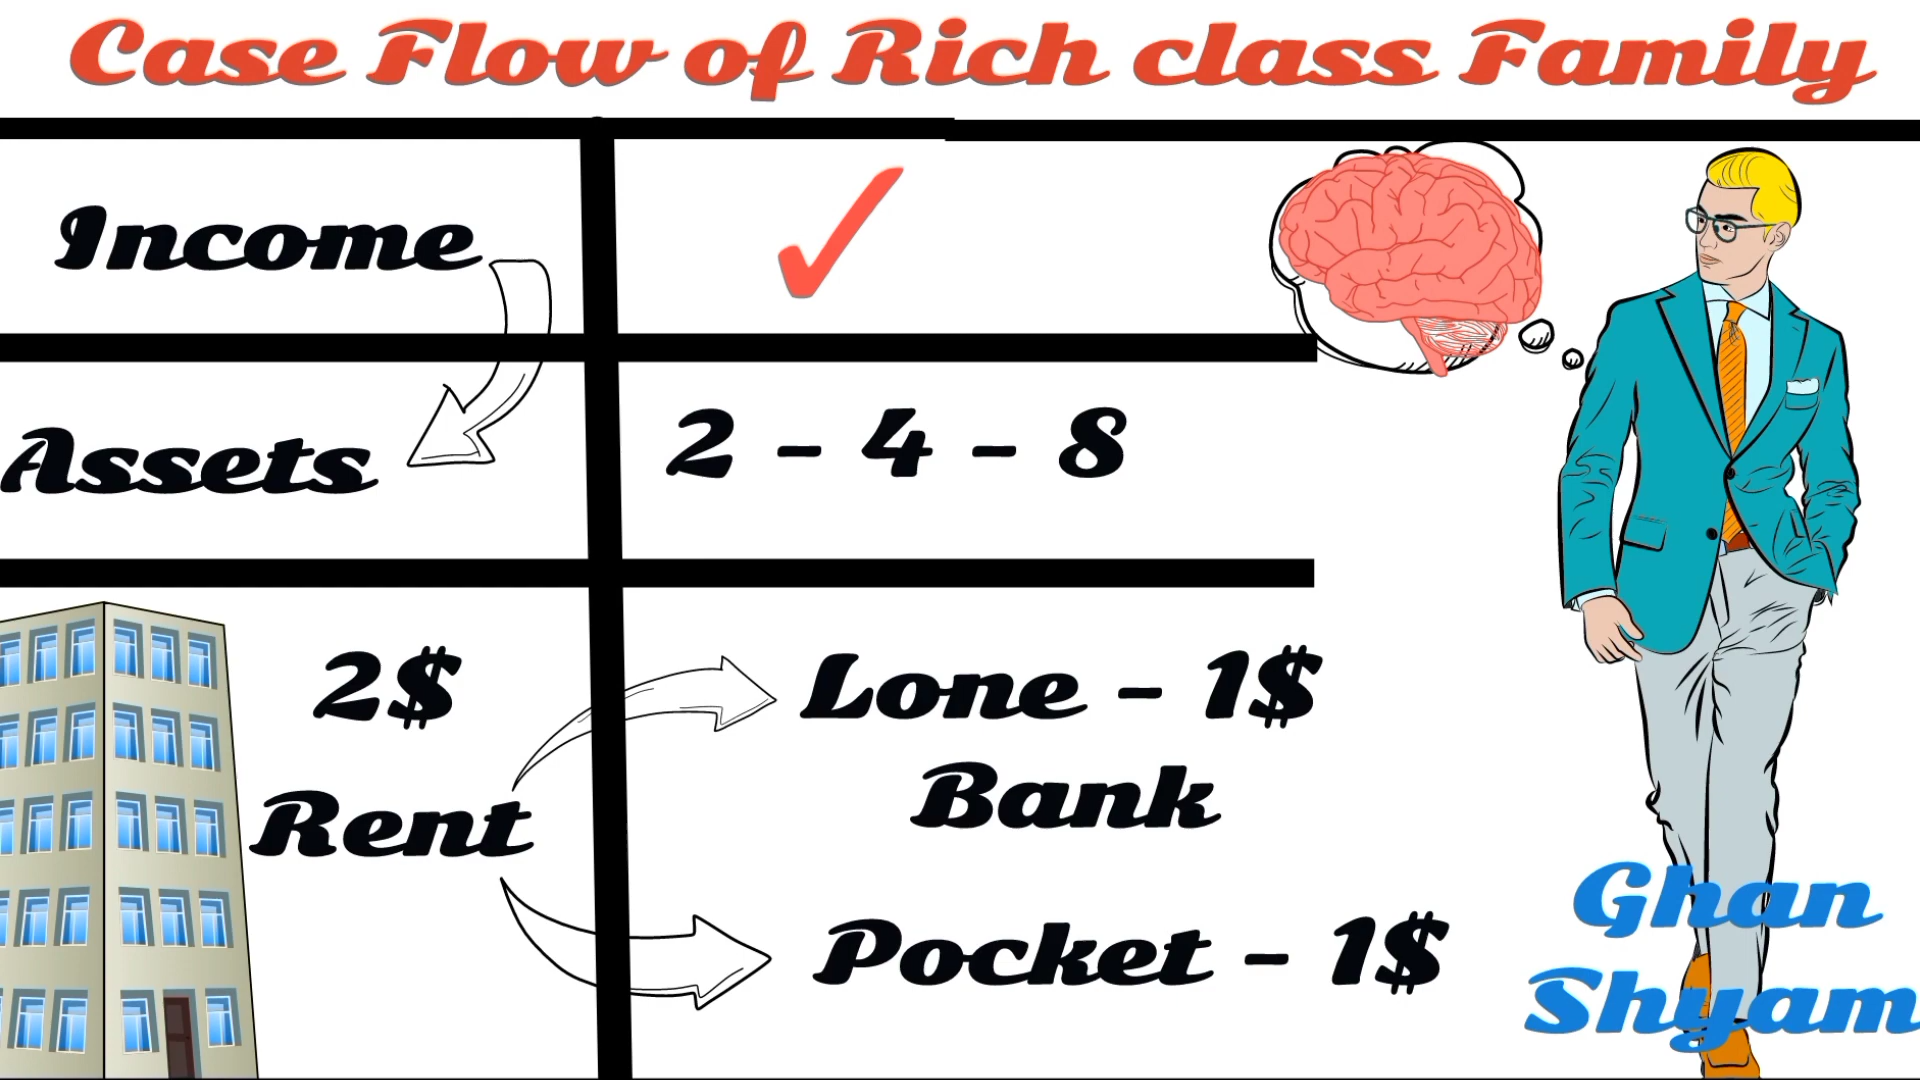 Case Flow of Rich class Family
Income
Assets
2 - 4 - 8
2$
Rent
Lone - 1$
Bank
Pocket - 1$
Ghan
Shyam